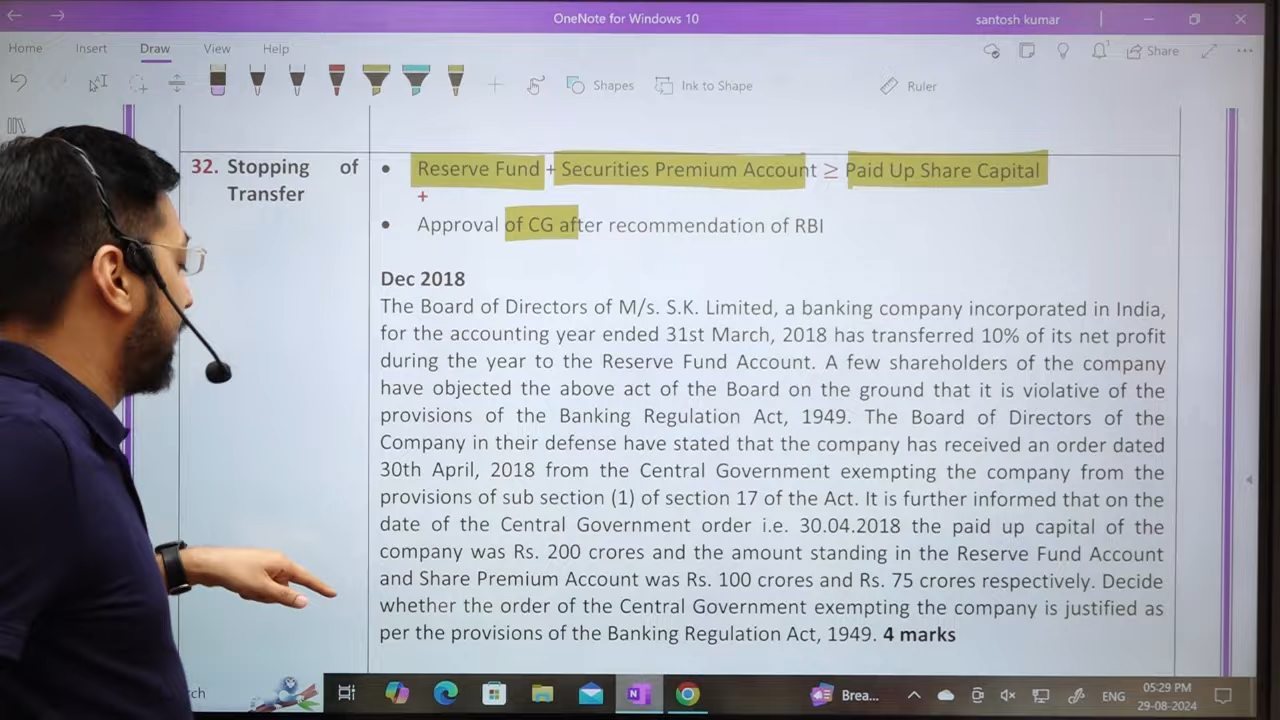 OneNote for Windows 10
santosh kumar
Home Insert Draw View Help
Share
Shapes Ink to Shape Ruler
32. Stopping of Transfer
• Reserve Fund + Securities Premium Account ≥ Paid Up Share Capital
+
• Approval of CG after recommendation of RBI
Dec 2018
The Board of Directors of M/s. S.K. Limited, a banking company incorporated in India,
for the accounting year ended 31st March, 2018 has transferred 10% of its net profit
during the year to the Reserve Fund Account. A few shareholders of the company
have objected the above act of the Board on the ground that it is violative of the
provisions of the Banking Regulation Act, 1949. The Board of Directors of the
Company in their defense have stated that the company has received an order dated
30th April, 2018 from the Central Government exempting the company from the
provisions of sub section (1) of section 17 of the Act. It is further informed that on the
date of the Central Government order i.e. 30.04.2018 the paid up capital of the
company was Rs. 200 crores and the amount standing in the Reserve Fund Account
and Share Premium Account was Rs. 100 crores and Rs. 75 crores respectively. Decide
whether the order of the Central Government exempting the company is justified as
per the provisions of the Banking Regulation Act, 1949. 4 marks
rch
Brea...
ENG
05:29 PM
29-08-2024